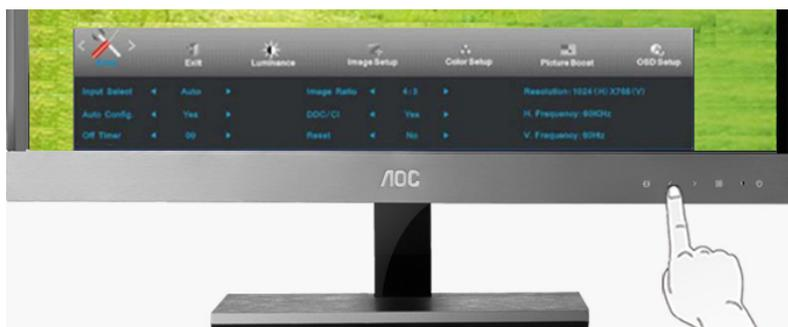 Extra Exit Luminance Image Setup Color Setup Picture Boost OSD Setup
Input Select Auto Image Ratio 4:3 Resolution: 1024 (H) X768 (V)
Auto Config. Yes DDC/CI Yes H. Frequency: 60KHz
Off Timer 00 Reset No V. Frequency: 60Hz
AOC